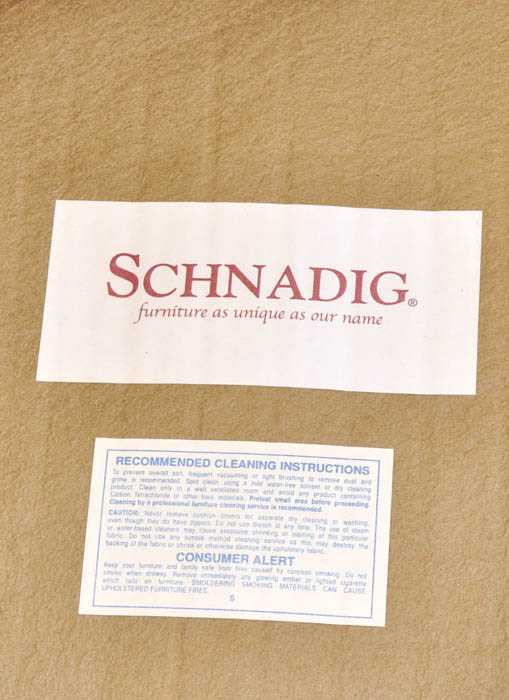 SCHNADIG®
furniture as unique as our name
RECOMMENDED CLEANING INSTRUCTIONS
To prevent overall soil, frequent vacuuming or light brushing to remove dust and
grime is recommended. Spot clean, using a mild water-free solvent or dry cleaning
product. Clean only in a well ventilated room and avoid any product containing
Carbon Tetrachloride or other toxic materials. Pretest small area before proceeding.
Cleaning by a professional furniture cleaning service is recommended.
CAUTION: Never remove cushion covers for separate dry cleaning or washing,
even though they do have zippers. Do not use bleach at any time. The use of steam
or water-based cleaners may cause excessive shrinking or staining of this particular
fabric. Do not use any tumble method cleaning service as this may destroy the
backing of the fabric or shrink or otherwise damage the upholstery fabric.
CONSUMER ALERT
Keep your furniture and family safe from fires caused by careless smoking. Do not
smoke when drowsy. Remove immediately any glowing ember or lighted cigarette
which falls on furniture. SMOLDERING SMOKING MATERIALS CAN CAUSE
UPHOLSTERED FURNITURE FIRES.
S